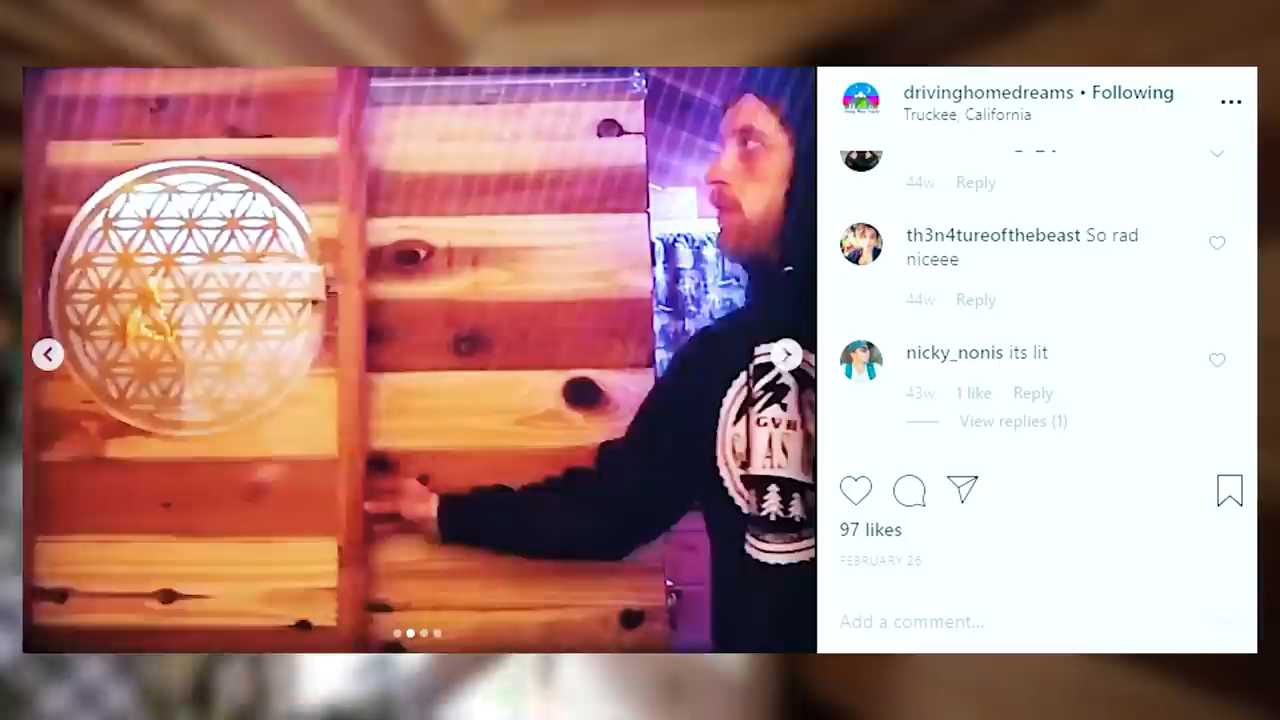 drivinghomedreams • Following
Truckee, California
44w Reply
th3n4tureofthebeast So rad
niceee
44w Reply
nicky_nonis its lit
43w 1 like Reply
View replies (1)
97 likes
FEBRUARY 26
Add a comment...